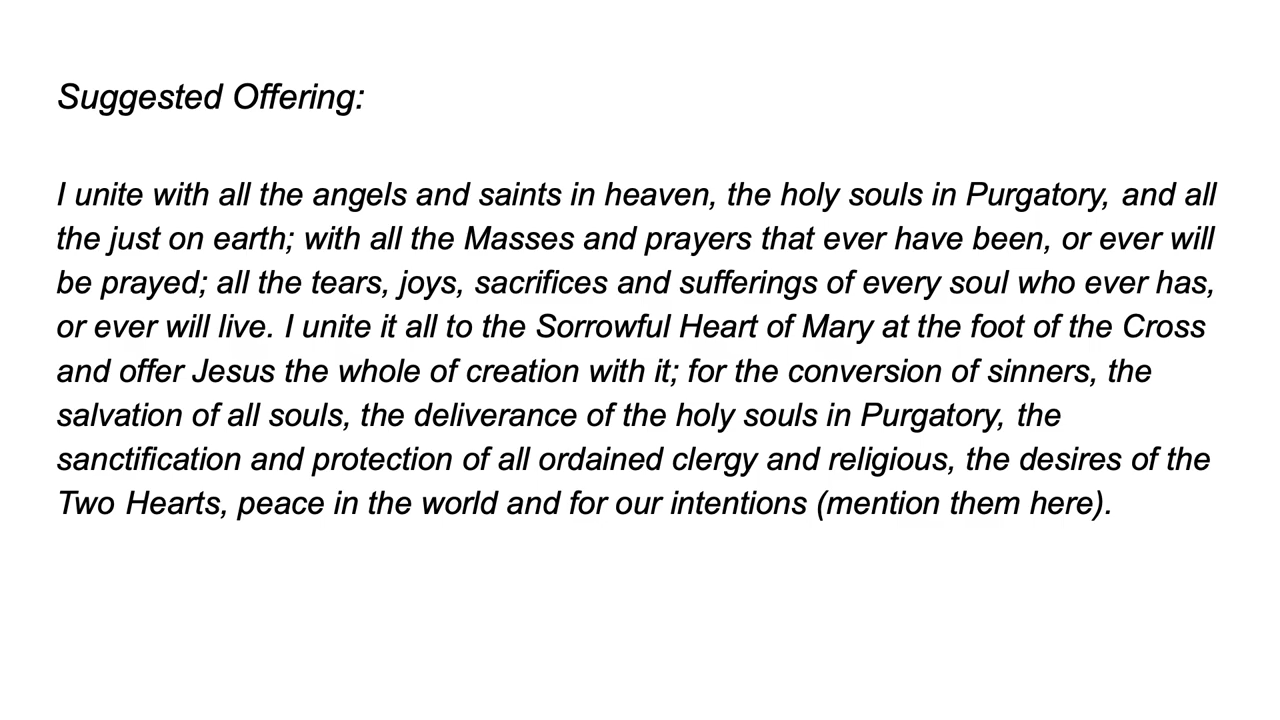 Suggested Offering:
I unite with all the angels and saints in heaven, the holy souls in Purgatory, and all
the just on earth; with all the Masses and prayers that ever have been, or ever will
be prayed; all the tears, joys, sacrifices and sufferings of every soul who ever has,
or ever will live. I unite it all to the Sorrowful Heart of Mary at the foot of the Cross
and offer Jesus the whole of creation with it; for the conversion of sinners, the
salvation of all souls, the deliverance of the holy souls in Purgatory, the
sanctification and protection of all ordained clergy and religious, the desires of the
Two Hearts, peace in the world and for our intentions (mention them here).